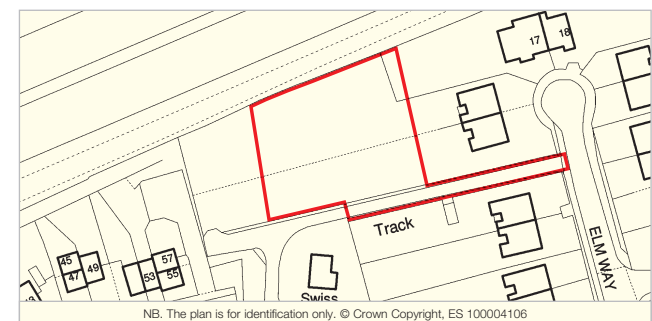 17
18
45
47
49
53
57
55
Track
Swiss
ELM WAY
NB. The plan is for identification only. © Crown Copyright, ES 100004106